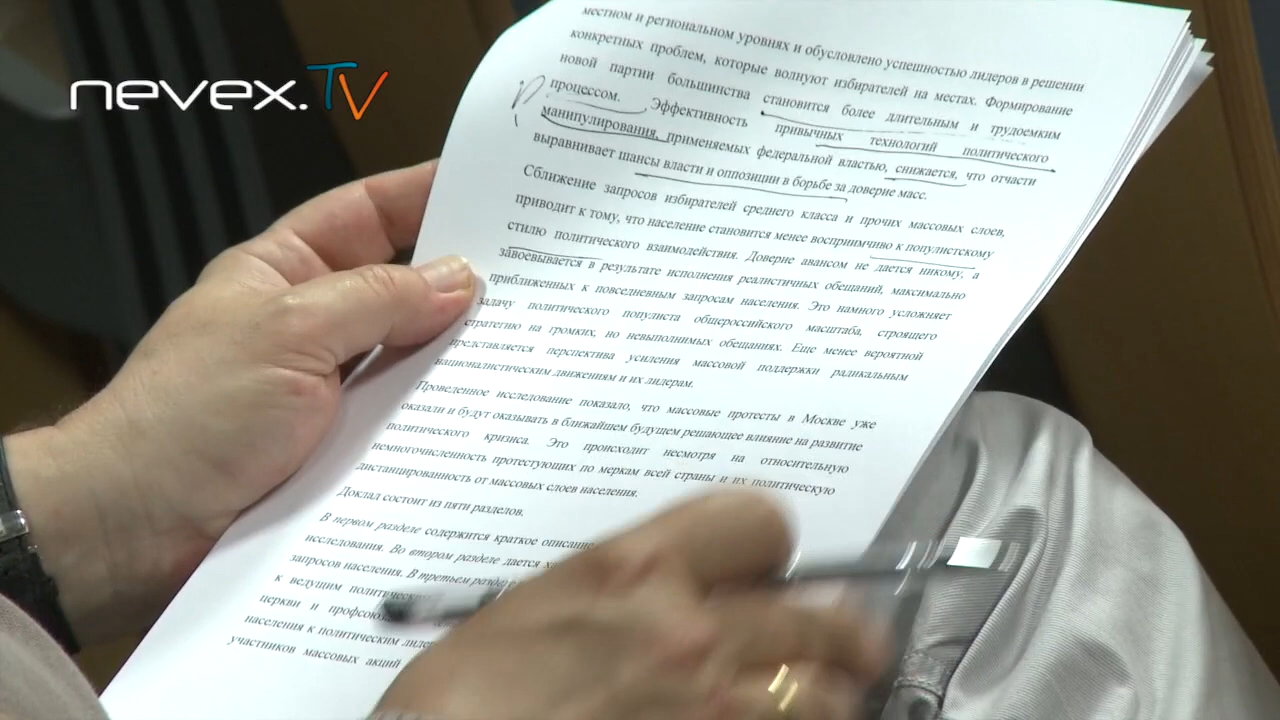 nevex.TV
местном и региональном уровнях и обусловлено успешностью лидеров в решении
конкретных проблем, которые волнуют избирателей на местах. Формирование
новой партии большинства становится более длительным и трудоемким
процессом. Эффективность привычных технологий политического
манипулирования, применяемых федеральной властью, снижается, что отчасти
выравнивает шансы власти и оппозиции в борьбе за доверие масс.
Сближение запросов избирателей среднего класса и прочих массовых слоев,
приводит к тому, что население становится менее восприимчиво к популистскому
стилю политического взаимодействия. Доверие авансом не дается никому, а
завоевывается в результате исполнения реалистичных обещаний, максимально
приближенных к повседневным запросам населения. Это намного усложняет
задачу политического популиста общероссийского масштаба, строящего
стратегию на громких, но невыполнимых обещаниях. Еще менее вероятной
представляется перспектива усиления массовой поддержки радикальным
националистическим движениям и их лидерам.
Проведенное исследование показало, что массовые протесты в Москве уже
оказали и будут оказывать в ближайшем будущем решающее влияние на развитие
политического кризиса. Это происходит несмотря на относительную
немногочисленность протестующих по меркам всей страны и их политическую
дистанцированность от массовых слоев населения.
Доклад состоит из пяти разделов.
В первом разделе содержится краткое описание
исследования. Во втором разделе дается
запросов населения. В третьем разделе
к ведущим
церкви и
населения к политическим
участников массовых акций